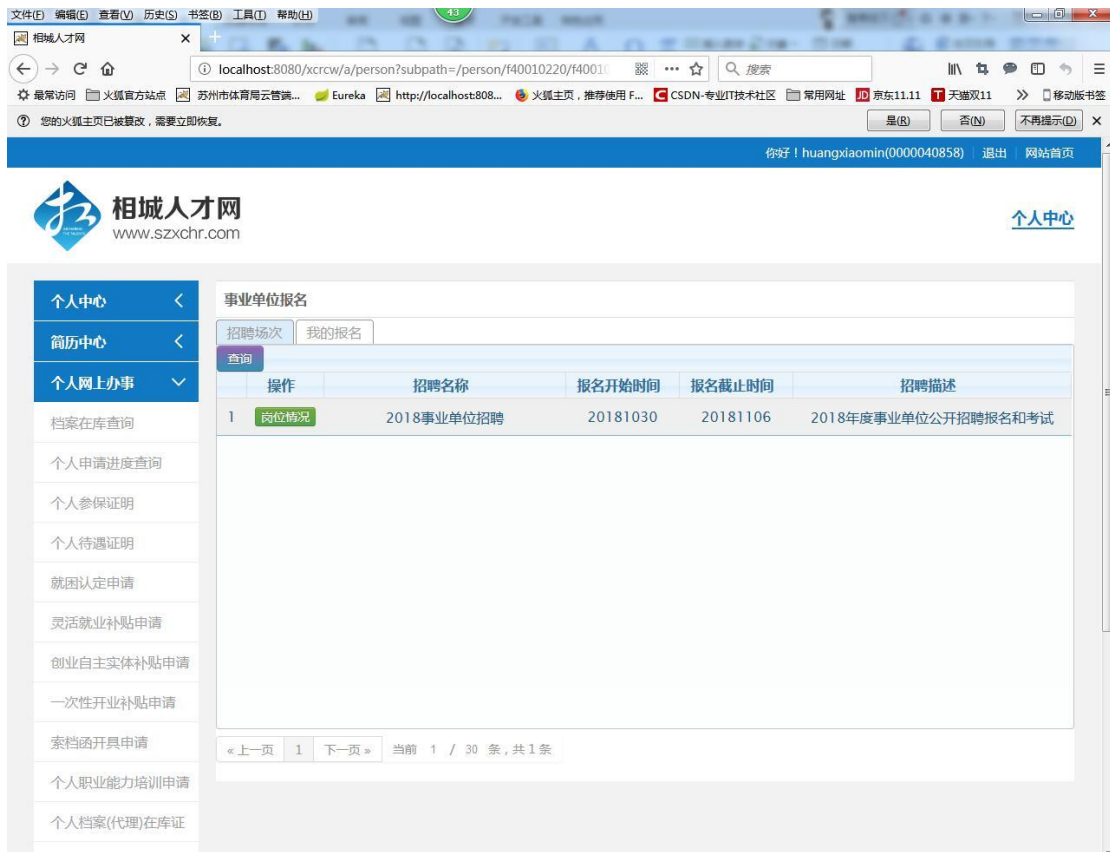 文件(F) 编辑(E) 查看(V) 历史(S) 书签(B) 工具(T) 帮助(H)
43
相城人才网
localhost:8080/xcrcw/a/person?subpath=/person/f40010220/f4001
搜索
最常访问 火狐官方站点 苏州市体育局云管端... Eureka http://localhost:808... 火狐主页，推荐使用 F... CSDN-专业IT技术社区 常用网址 京东11.11 天猫双11 移动版书签
您的火狐主页已被篡改，需要立即恢复。 是(R) 否(N) 不再提示(D)
你好！huangxiaomin(0000040858) 退出 网站首页
相城人才网
www.szxchr.com
个人中心
个人中心
简历中心
个人网上办事
档案在库查询
个人申请进度查询
个人参保证明
个人待遇证明
就困认定申请
灵活就业补贴申请
创业自主实体补贴申请
一次性开业补贴申请
索档函开具申请
个人职业能力培训申请
个人档案(代理)在库证
事业单位报名
招聘场次 我的报名
查询
操作 招聘名称 报名开始时间 报名截止时间 招聘描述
1 岗位情况 2018事业单位招聘 20181030 20181106 2018年度事业单位公开招聘报名和考试
«上一页 1 下一页» 当前 1 / 30 条,共1条